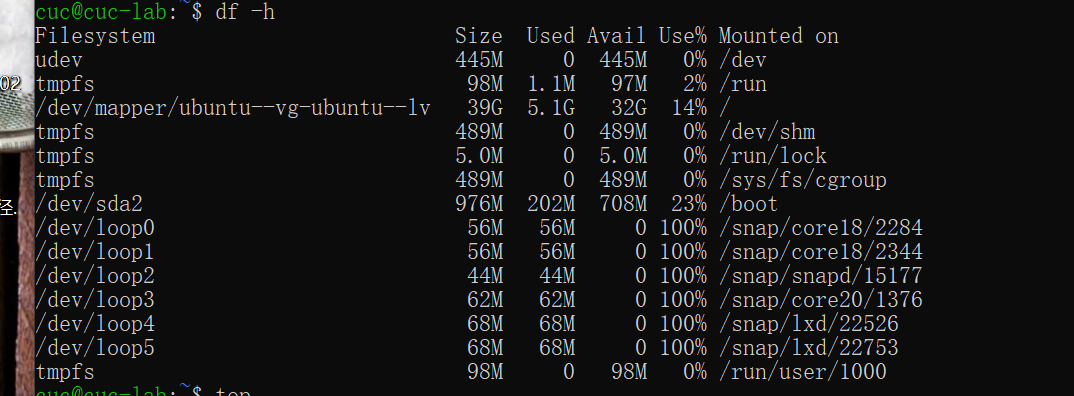 cuc@cuc-lab:~$ df -h
Filesystem Size Used Avail Use% Mounted on
udev 445M 0 445M 0% /dev
02
tmpfs 98M 1.1M 97M 2% /run
/dev/mapper/ubuntu--vg-ubuntu--lv 39G 5.1G 32G 14% /
tmpfs 489M 0 489M 0% /dev/shm
tmpfs 5.0M 0 5.0M 0% /run/lock
tmpfs 489M 0 489M 0% /sys/fs/cgroup
径.
/dev/sda2 976M 202M 708M 23% /boot
/dev/loop0 56M 56M 0 100% /snap/core18/2284
/dev/loop1 56M 56M 0 100% /snap/core18/2344
/dev/loop2 44M 44M 0 100% /snap/snapd/15177
/dev/loop3 62M 62M 0 100% /snap/core20/1376
/dev/loop4 68M 68M 0 100% /snap/lxd/22526
/dev/loop5 68M 68M 0 100% /snap/lxd/22753
tmpfs 98M 0 98M 0% /run/user/1000
cuc@cuc-lab:~$ top